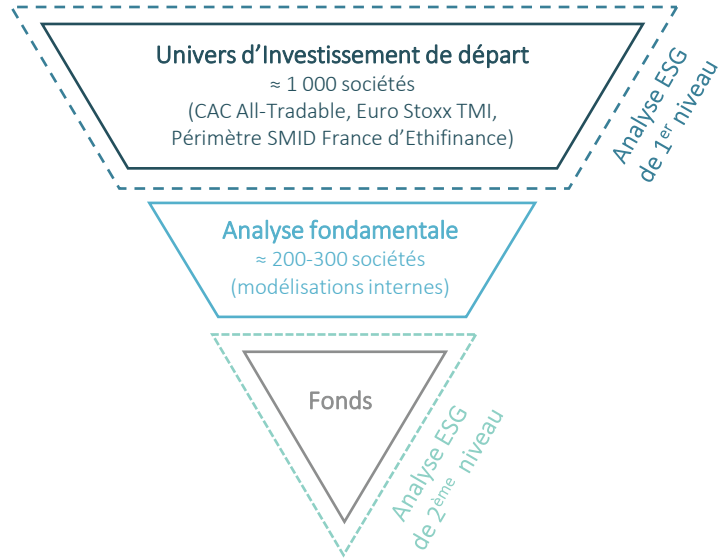 Univers d’Investissement de départ
≈ 1 000 sociétés
(CAC All-Tradable, Euro Stoxx TMI,
Périmètre SMID France d’Ethifinance)
Analyse ESG
de 1er niveau
Analyse fondamentale
≈ 200-300 sociétés
(modélisations internes)
Fonds
Analyse ESG
de 2ème niveau